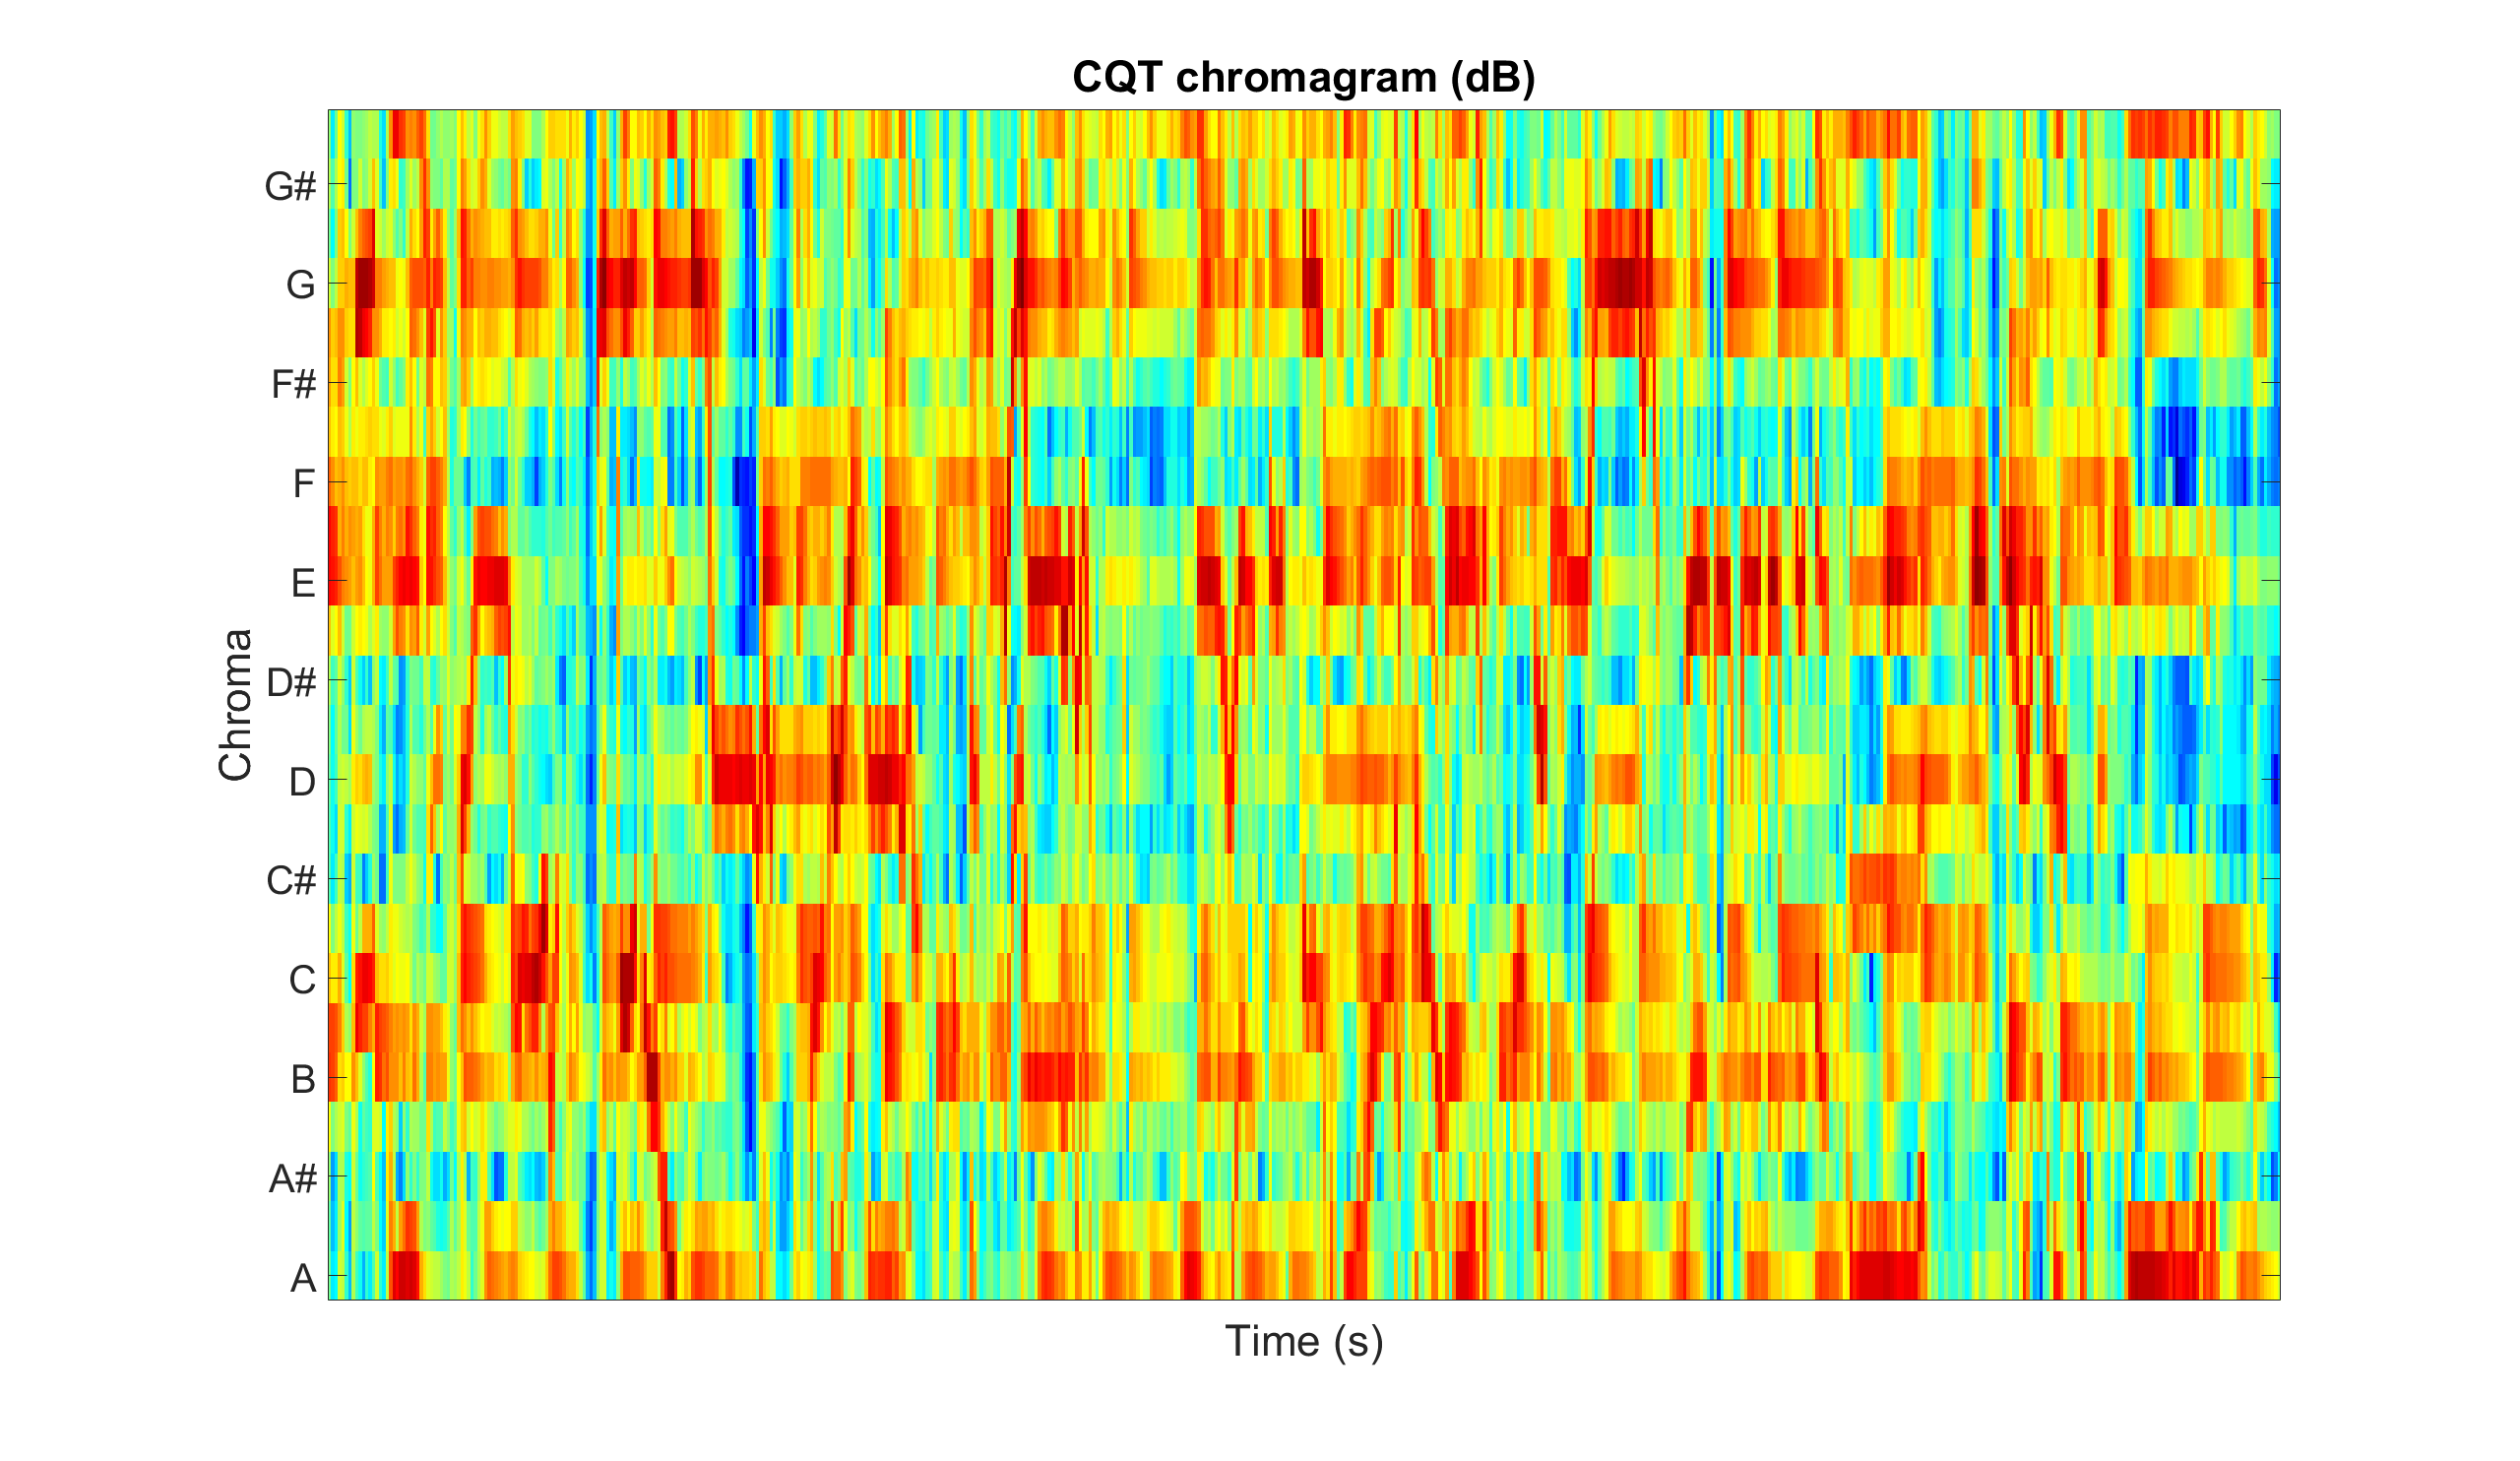 CQT chromagram (dB)
G#
G
F#
F
E
D#
D
C#
C
B
A#
A
Chroma
Time (s)